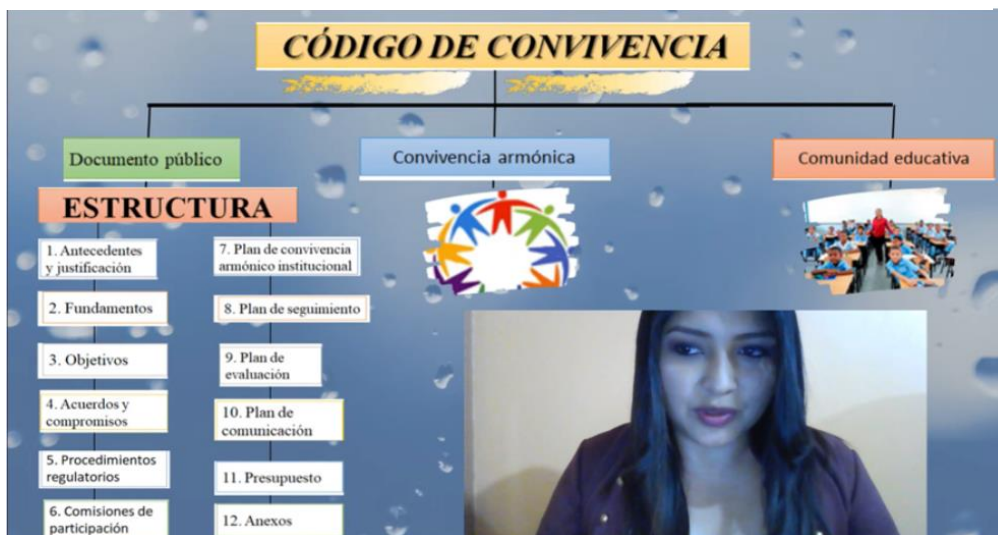 CÓDIGO DE CONVIVENCIA
Documento público
Convivencia armónica
Comunidad educativa
ESTRUCTURA
1. Antecedentes
y justificación
2. Fundamentos
3. Objetivos
4. Acuerdos y
compromisos
5. Procedimientos
regulatorios
6. Comisiones de
participación
7. Plan de convivencia
armónico institucional
8. Plan de seguimiento
9. Plan de
evaluación
10. Plan de
comunicación
11. Presupuesto
12. Anexos